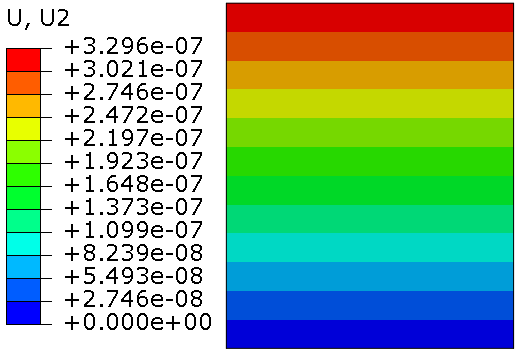 U, U2
+3.296e-07
+3.021e-07
+2.746e-07
+2.472e-07
+2.197e-07
+1.923e-07
+1.648e-07
+1.373e-07
+1.099e-07
+8.239e-08
+5.493e-08
+2.746e-08
+0.000e+00